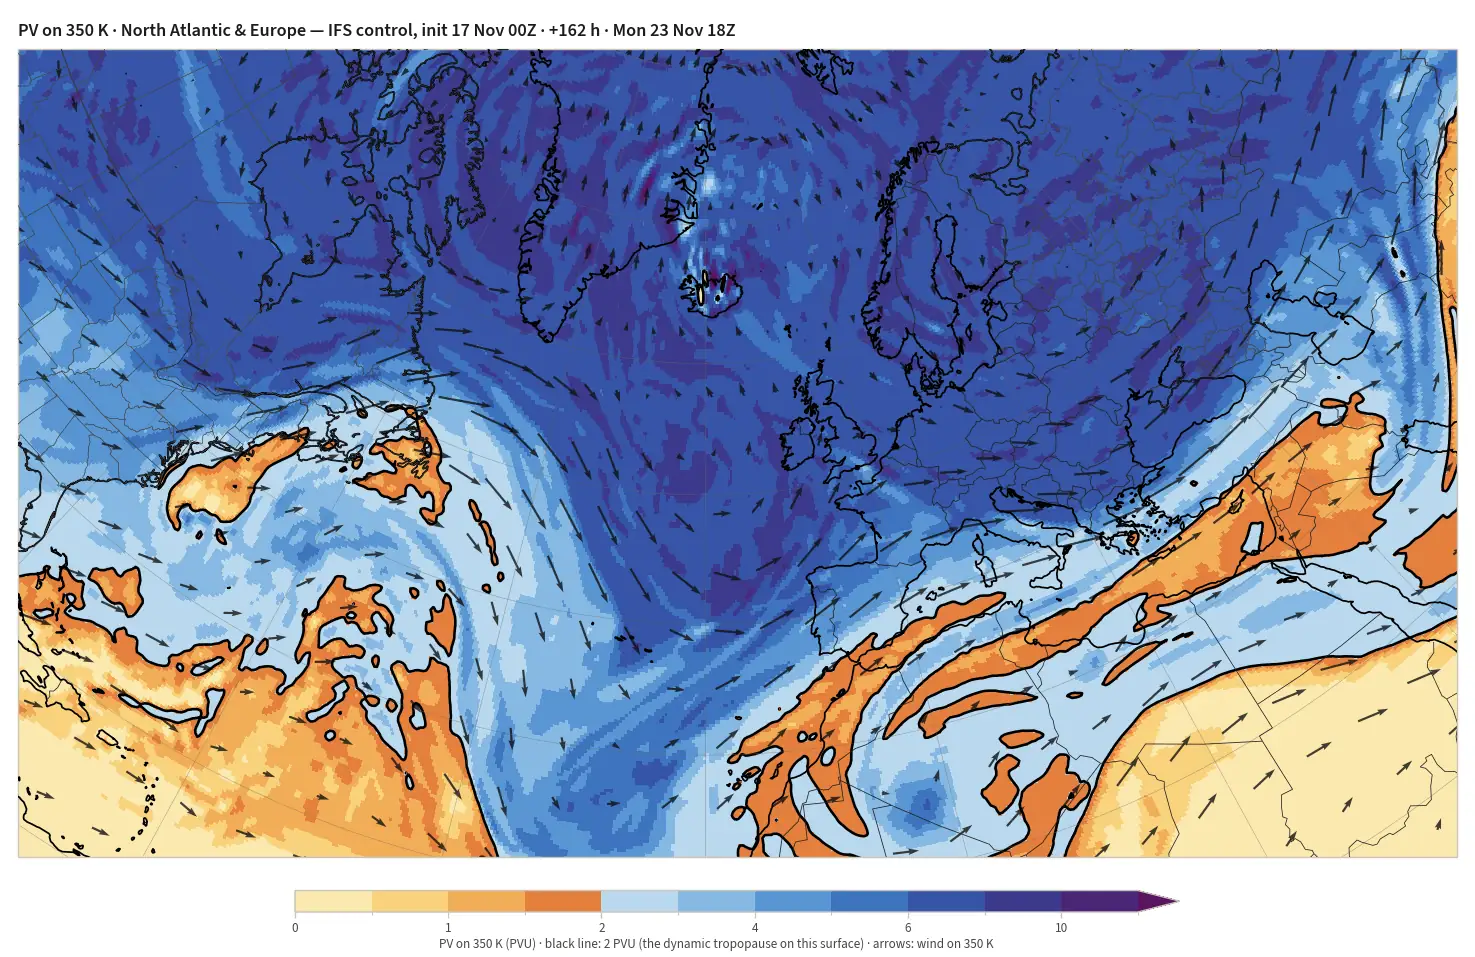 PV on 350 K · North Atlantic & Europe — IFS control, init 17 Nov 00Z · +162 h · Mon 23 Nov 18Z
0 1 2 4 6 10
PV on 350 K (PVU) · black line: 2 PVU (the dynamic tropopause on this surface) · arrows: wind on 350 K